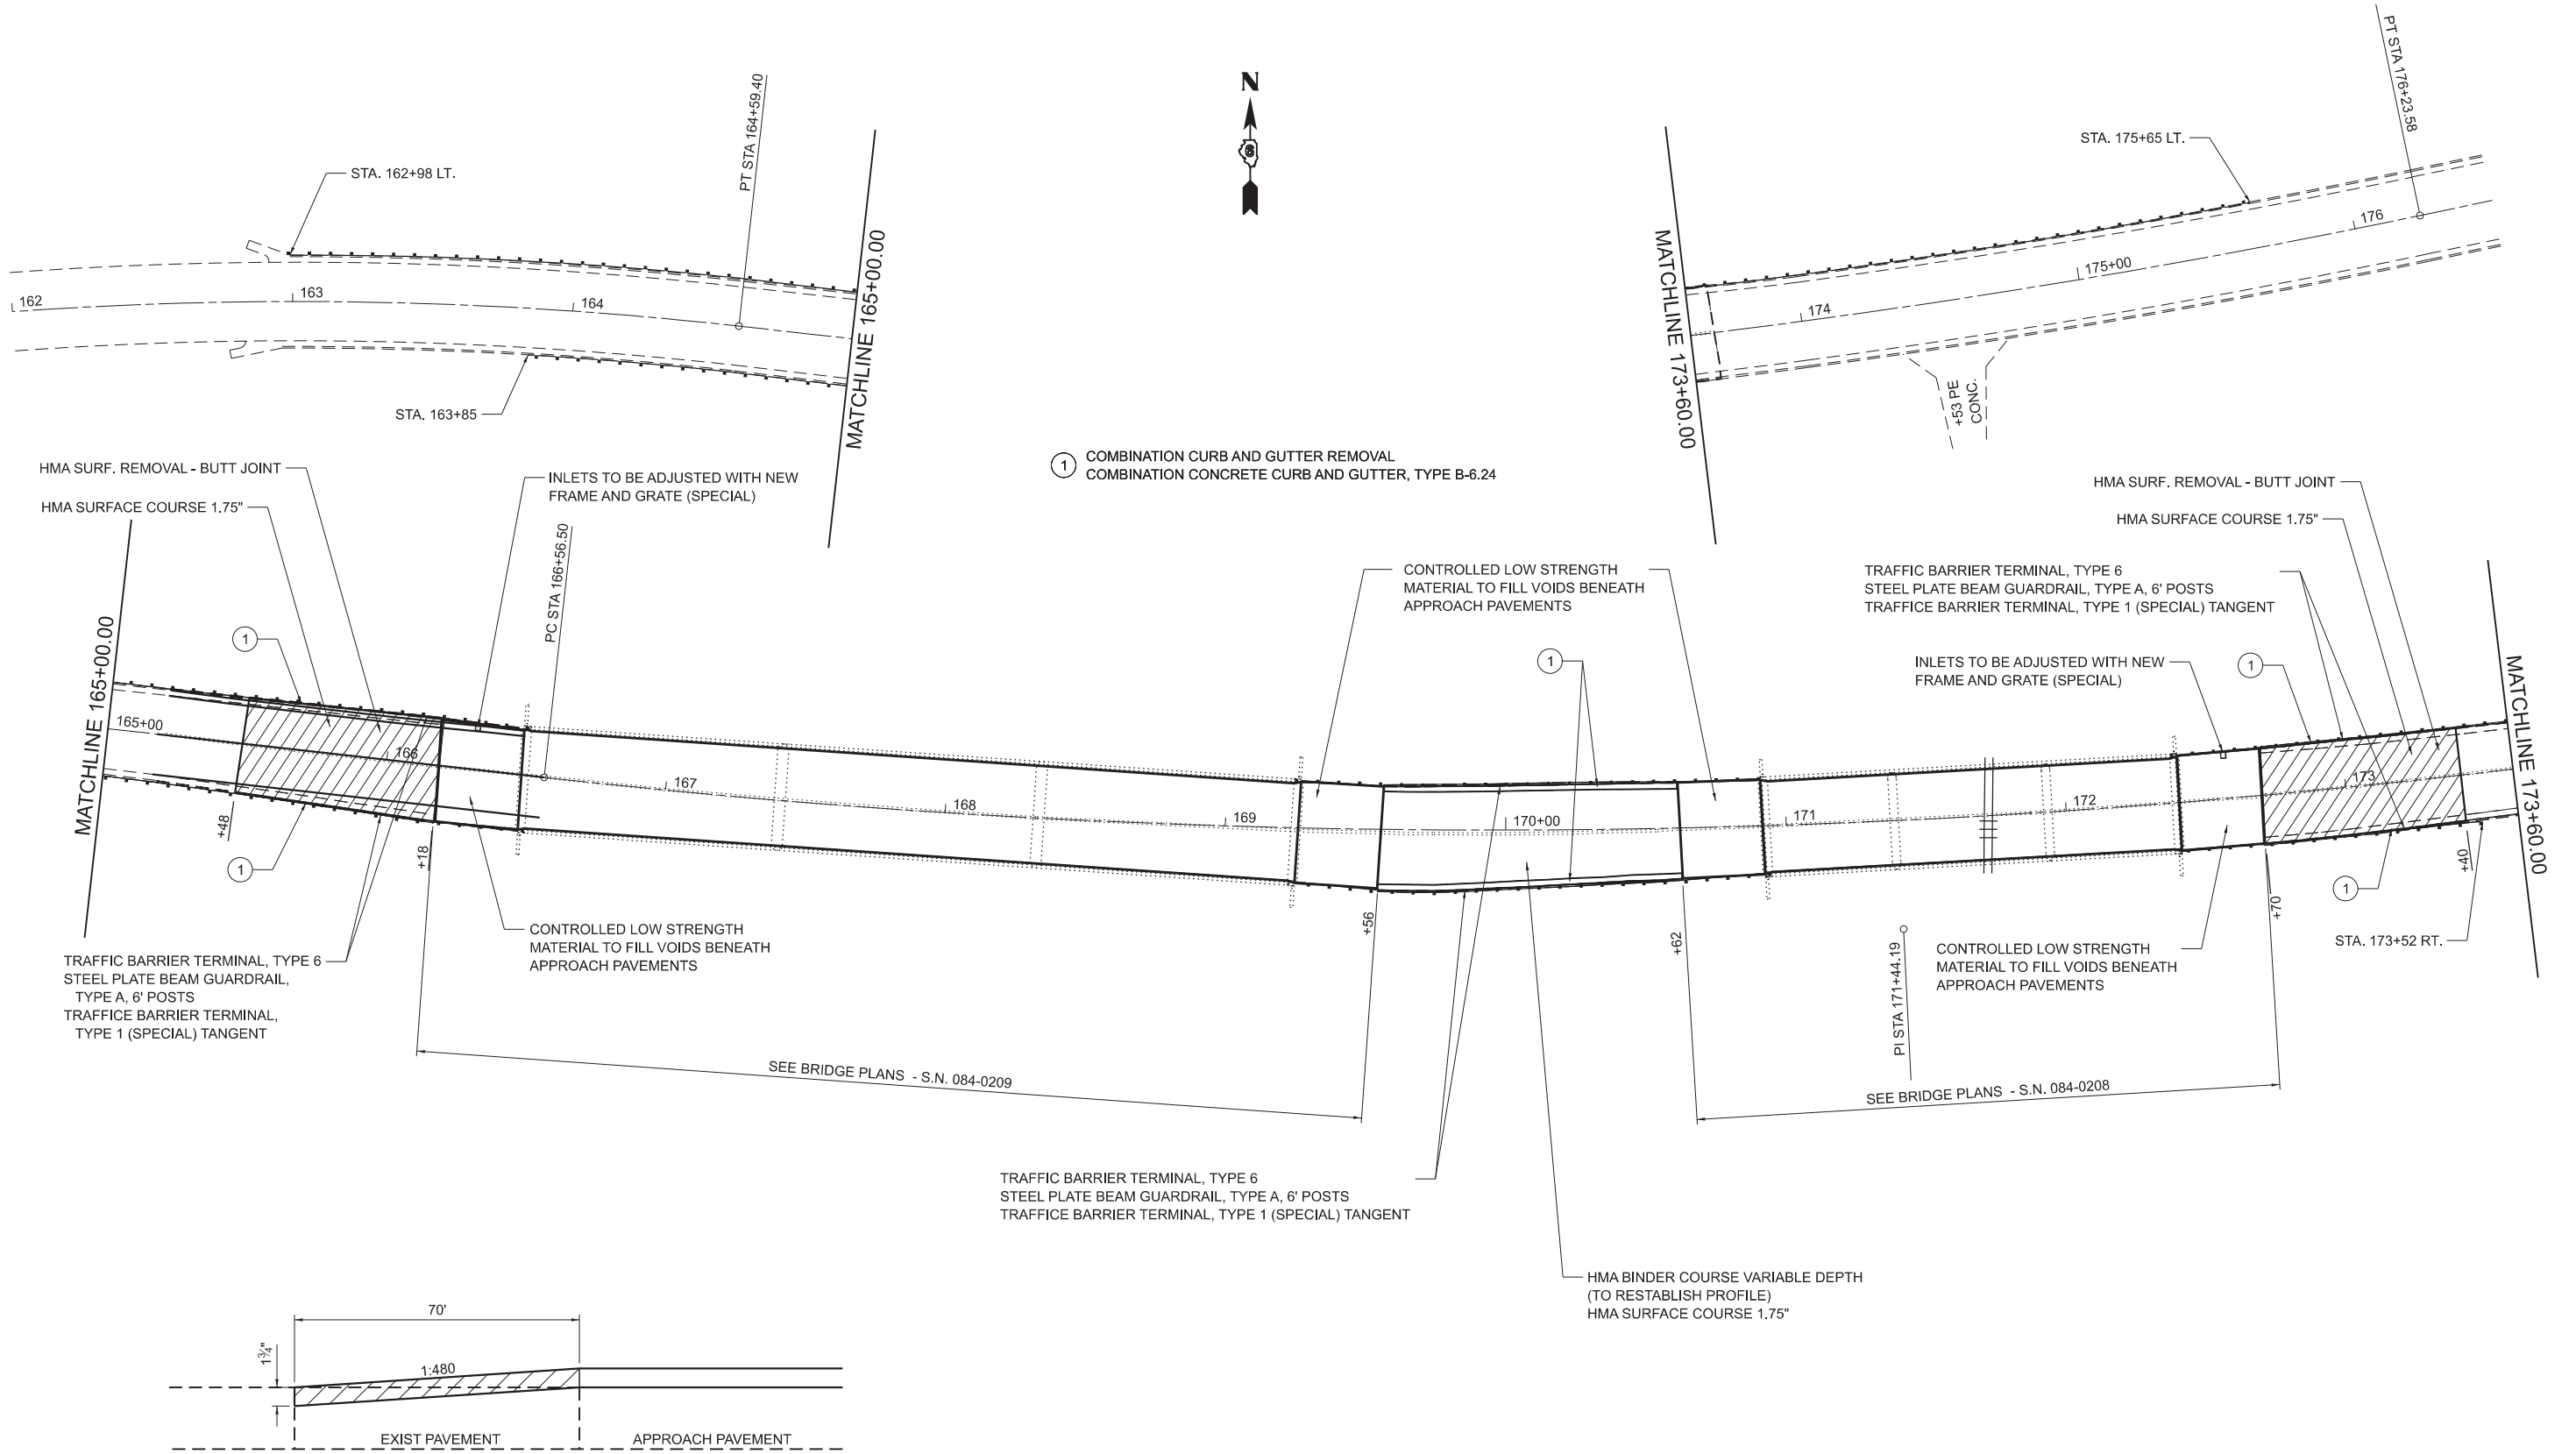 PT STA 176+23.58
N
6
PT STA 164+59.40
STA. 162+98 LT.
STA. 175+65 LT.
162
163
164
MATCHLINE 165+00.00
STA. 163+85
MATCHLINE 173+60.00
174
175+00
176
+53 PE
CONC.
1 COMBINATION CURB AND GUTTER REMOVAL
COMBINATION CONCRETE CURB AND GUTTER, TYPE B-6.24
HMA SURF. REMOVAL - BUTT JOINT
HMA SURFACE COURSE 1.75"
INLETS TO BE ADJUSTED WITH NEW
FRAME AND GRATE (SPECIAL)
PC STA 166+56.50
CONTROLLED LOW STRENGTH
MATERIAL TO FILL VOIDS BENEATH
APPROACH PAVEMENTS
HMA SURF. REMOVAL - BUTT JOINT
HMA SURFACE COURSE 1.75"
TRAFFIC BARRIER TERMINAL, TYPE 6
STEEL PLATE BEAM GUARDRAIL, TYPE A, 6' POSTS
TRAFFICE BARRIER TERMINAL, TYPE 1 (SPECIAL) TANGENT
INLETS TO BE ADJUSTED WITH NEW
FRAME AND GRATE (SPECIAL)
MATCHLINE 165+00.00
1
1
1
MATCHLINE 173+60.00
165+00
166
167
168
169
170+00
171
172
173
+48
1
+18
+56
+62
+70
+40
1
STA. 173+52 RT.
PI STA 171+44.19
TRAFFIC BARRIER TERMINAL, TYPE 6
STEEL PLATE BEAM GUARDRAIL,
TYPE A, 6' POSTS
TRAFFICE BARRIER TERMINAL,
TYPE 1 (SPECIAL) TANGENT
CONTROLLED LOW STRENGTH
MATERIAL TO FILL VOIDS BENEATH
APPROACH PAVEMENTS
CONTROLLED LOW STRENGTH
MATERIAL TO FILL VOIDS BENEATH
APPROACH PAVEMENTS
SEE BRIDGE PLANS - S.N. 084-0209
SEE BRIDGE PLANS - S.N. 084-0208
TRAFFIC BARRIER TERMINAL, TYPE 6
STEEL PLATE BEAM GUARDRAIL, TYPE A, 6' POSTS
TRAFFICE BARRIER TERMINAL, TYPE 1 (SPECIAL) TANGENT
HMA BINDER COURSE VARIABLE DEPTH
(TO RESTABLISH PROFILE)
HMA SURFACE COURSE 1.75"
70'
1¾"
1:480
EXIST PAVEMENT
APPROACH PAVEMENT